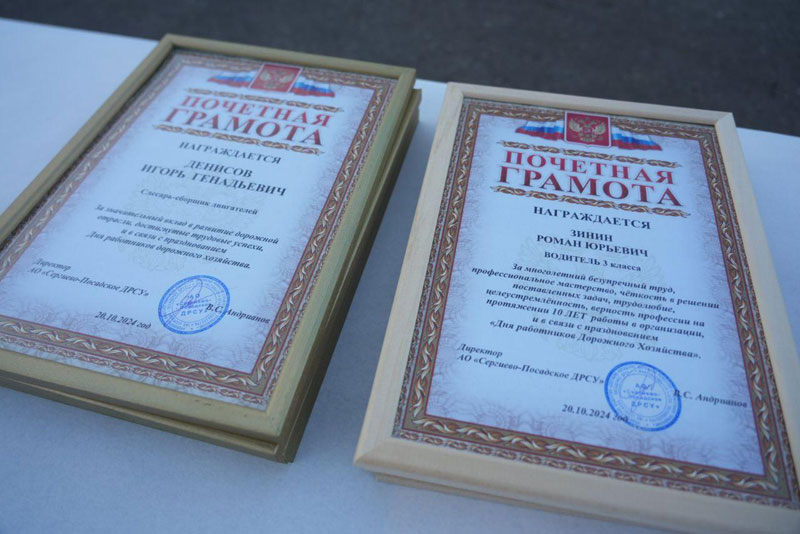 ПОЧЕТНАЯ
ГРАМОТА
НАГРАЖДАЕТСЯ
ДЕНИСОВ
ИГОРЬ ГЕНАДЬЕВИЧ
Слесарь-сборщик двигателей
За значительный вклад в развитие дорожной
отрасли, достигнутые трудовые успехи,
и в связи с празднованием
Дня работников дорожного хозяйства.
Директор
АО «Сергиево-Посадское ДРСУ»
В.С. Андрианов
20.10.2024 год
ПОЧЕТНАЯ
ГРАМОТА
НАГРАЖДАЕТСЯ
ЗИНИН
РОМАН ЮРЬЕВИЧ
ВОДИТЕЛЬ 3 класса
За многолетний безупречный труд,
профессиональное мастерство, чёткость в решении
поставленных задач, трудолюбие,
целеустремлённость, верность профессии на
протяжении 10 ЛЕТ работы в организации,
и в связи с празднованием
«Дня работников Дорожного Хозяйства».
Директор
АО «Сергиево-Посадское ДРСУ»
В.С. Андрианов
20.10.2024 год